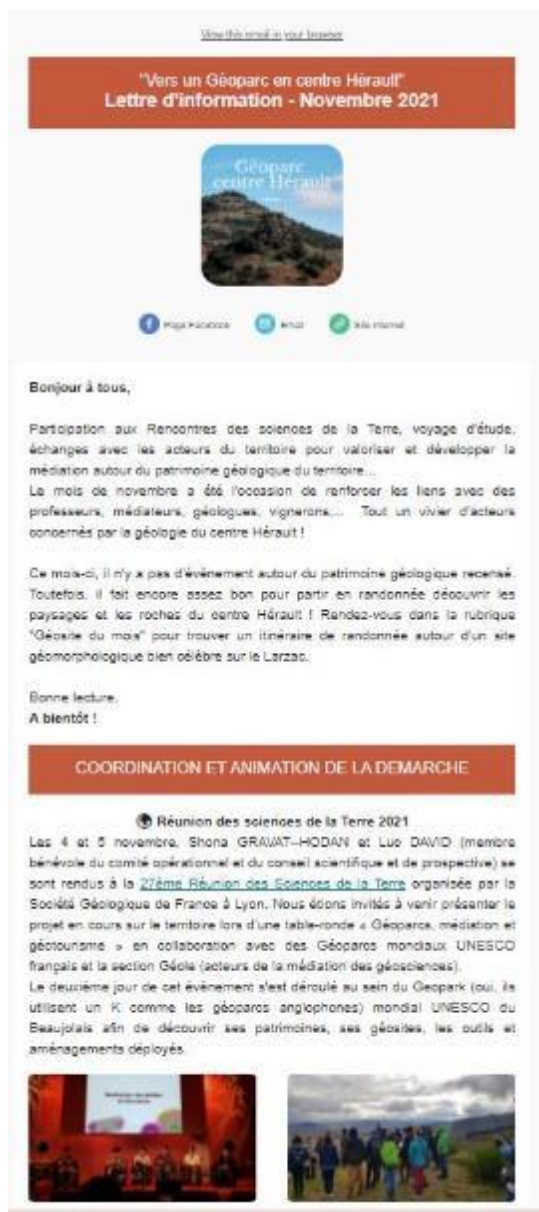 View this email in your browser
"Vers un Géoparc en centre Hérault"
Lettre d'information - Novembre 2021
Géoparc
centre Hérault
Page Facebook
Email
Site internet
Bonjour à tous,
Participation aux Rencontres des sciences de la Terre, voyage d'étude,
échanges avec les acteurs du territoire pour valoriser et développer la
médiation autour du patrimoine géologique du territoire...
Le mois de novembre a été l'occasion de renforcer les liens avec des
professeurs, médiateurs, géologues, vignerons,... Tout un vivier d'acteurs
concernés par la géologie du centre Hérault !
Ce mois-ci, il n'y a pas d'évènement autour du patrimoine géologique recensé.
Toutefois, il fait encore assez bon pour partir en randonnée découvrir les
paysages et les roches du centre Hérault ! Rendez-vous dans la rubrique
"Géosite du mois" pour trouver un itinéraire de randonnée autour d'un site
géomorphologique bien célèbre sur le Larzac.
Bonne lecture,
A bientôt !
COORDINATION ET ANIMATION DE LA DEMARCHE
Réunion des sciences de la Terre 2021
Les 4 et 5 novembre, Shona GRAVAT--HODAN et Luc DAVID (membre
bénévole du comité opérationnel et du conseil scientifique et de prospective) se
sont rendus à la 27ème Réunion des Sciences de la Terre organisée par la
Société Géologique de France à Lyon. Nous étions invités à venir présenter le
projet en cours sur le territoire lors d'une table-ronde « Géoparcs, médiation et
géotourisme » en collaboration avec des Géoparcs mondiaux UNESCO
français et la section Géole (acteurs de la médiation des géosciences).
Le deuxième jour de cet évènement s'est déroulé au sein du Geopark (oui, ils
utilisent un K comme les géoparcs anglophones) mondial UNESCO du
Beaujolais afin de découvrir ses patrimoines, ses géosites, les outils et
aménagements déployés.